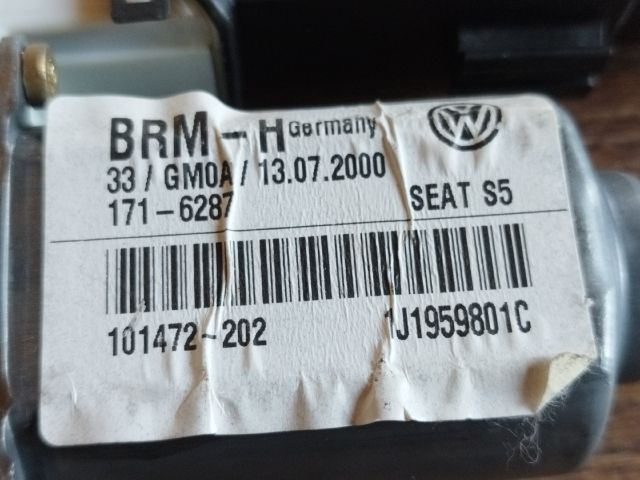 BRM-H Germany
33 / GM0A / 13.07.2000
171-6287 SEAT S5
101472-202 1J1959801C